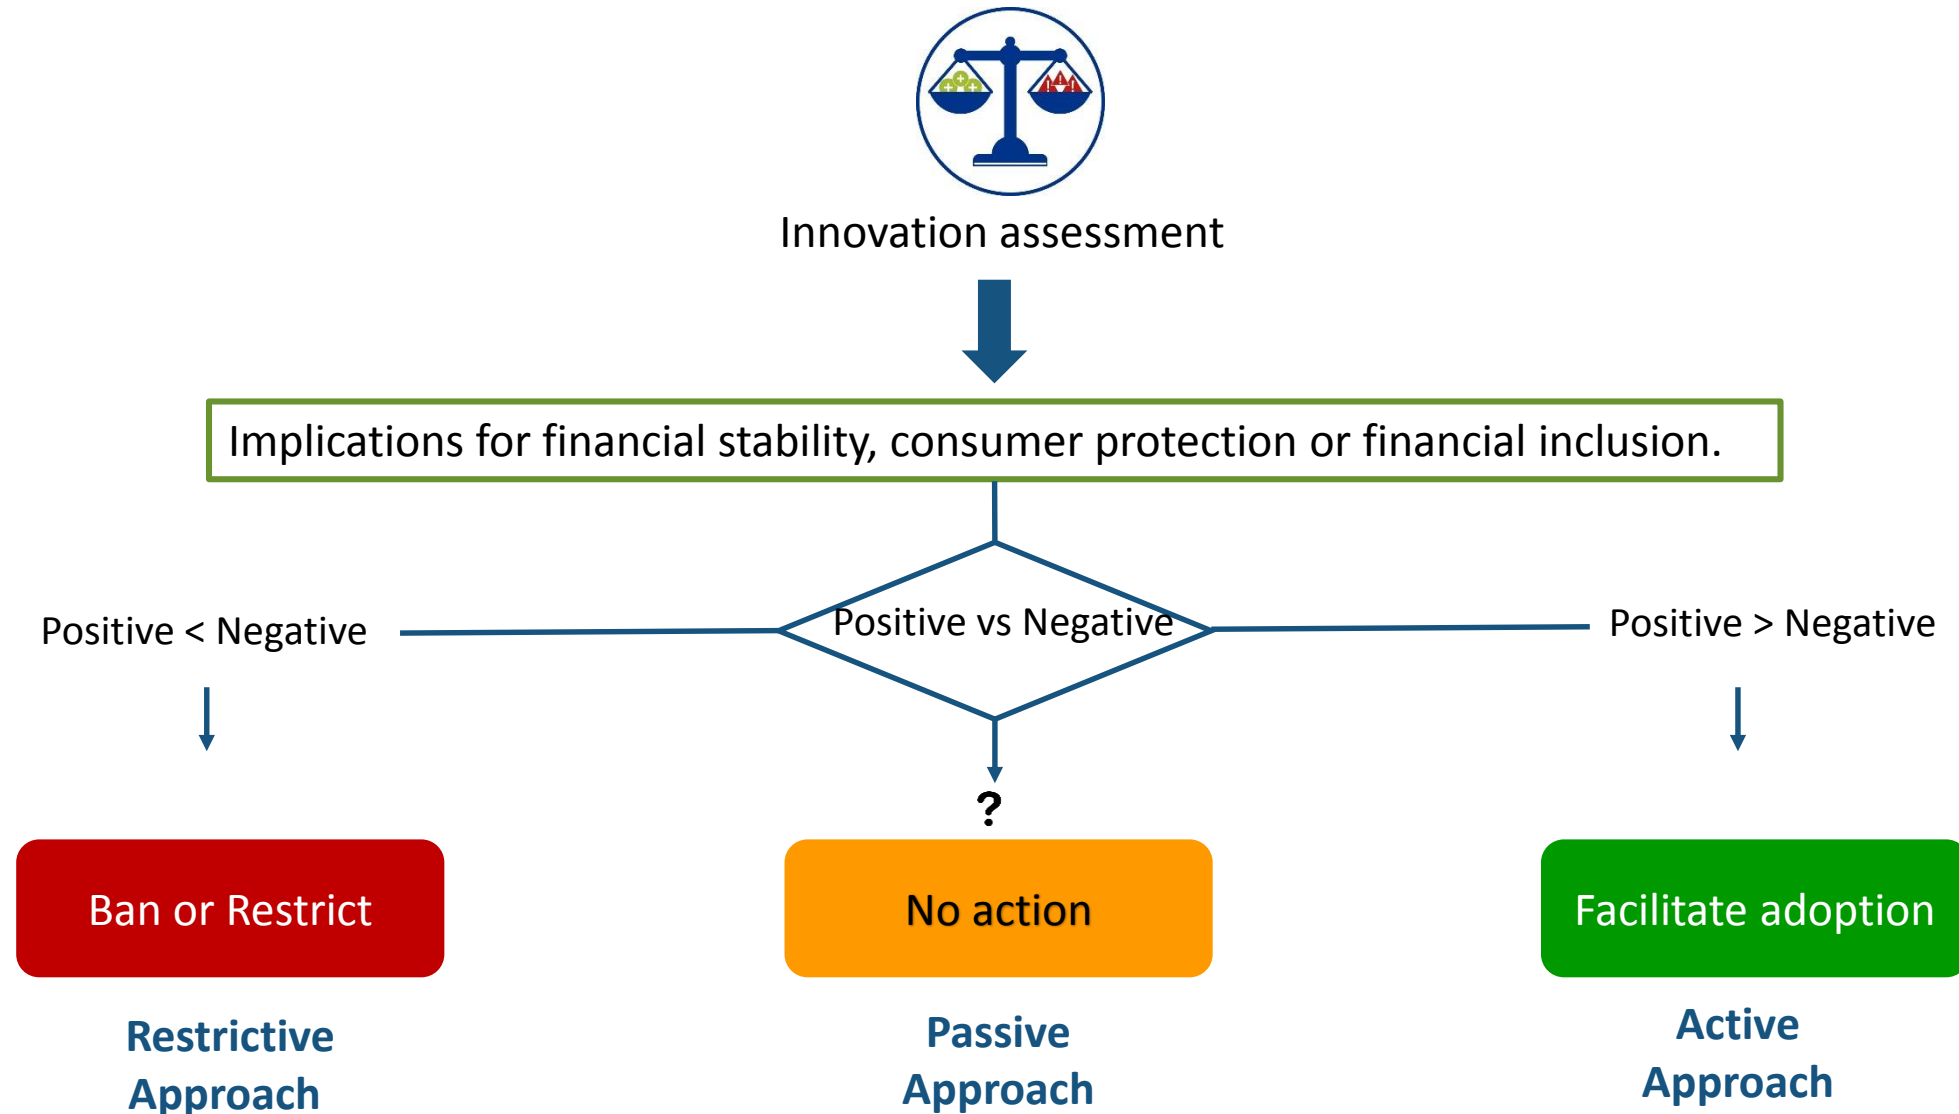 Innovation assessment
Implications for financial stability, consumer protection or financial inclusion.
Positive < Negative
Positive vs Negative
Positive > Negative
?
Ban or Restrict
No action
Facilitate adoption
Restrictive
Approach
Passive
Approach
Active
Approach